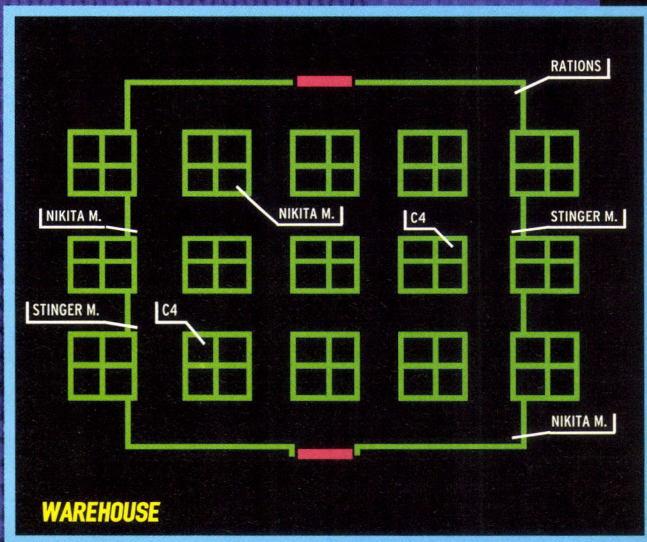 RATIONS
NIKITA M.
NIKITA M.
C4
STINGER M.
STINGER M.
C4
NIKITA M.
WAREHOUSE